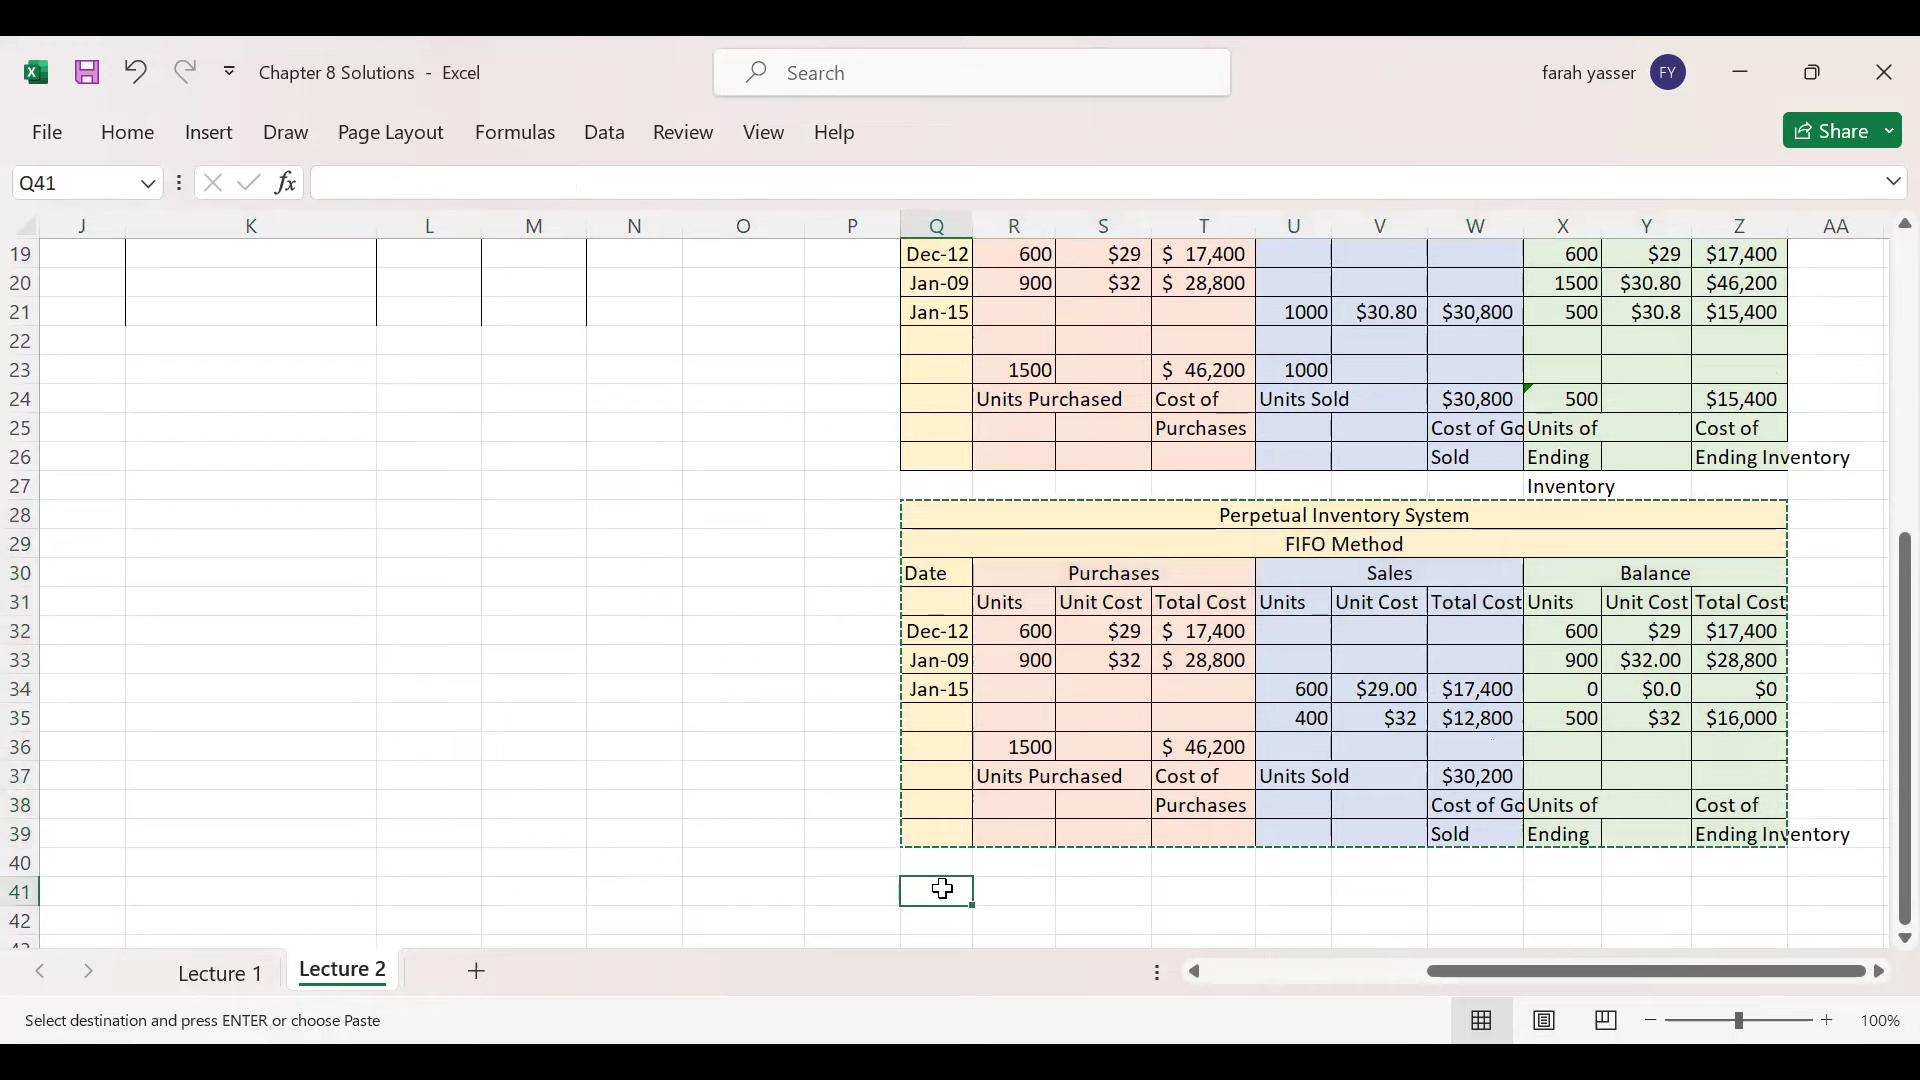 Chapter 8 Solutions - Excel
Search
farah yasser FY
File Home Insert Draw Page Layout Formulas Data Review View Help
Share
Q41
fx
J K L M N O P Q R S T U V W X Y Z AA
19 Dec-12 600 $29 $ 17,400 600 $29 $17,400
20 Jan-09 900 $32 $ 28,800 1500 $30.80 $46,200
21 Jan-15 1000 $30.80 $30,800 500 $30.8 $15,400
22
23 1500 $ 46,200 1000
24 Units Purchased Cost of Units Sold $30,800 500 $15,400
25 Purchases Cost of Go Units of Cost of
26 Sold Ending Ending Inventory
27 Inventory
28 Perpetual Inventory System
29 FIFO Method
30 Date Purchases Sales Balance
31 Units Unit Cost Total Cost Units Unit Cost Total Cost Units Unit Cost Total Cost
32 Dec-12 600 $29 $ 17,400 600 $29 $17,400
33 Jan-09 900 $32 $ 28,800 900 $32.00 $28,800
34 Jan-15 600 $29.00 $17,400 0 $0.0 $0
35 400 $32 $12,800 500 $32 $16,000
36 1500 $ 46,200
37 Units Purchased Cost of Units Sold $30,200
38 Purchases Cost of Go Units of Cost of
39 Sold Ending Ending Inventory
40
41
42
Lecture 1 Lecture 2
Select destination and press ENTER or choose Paste
100%